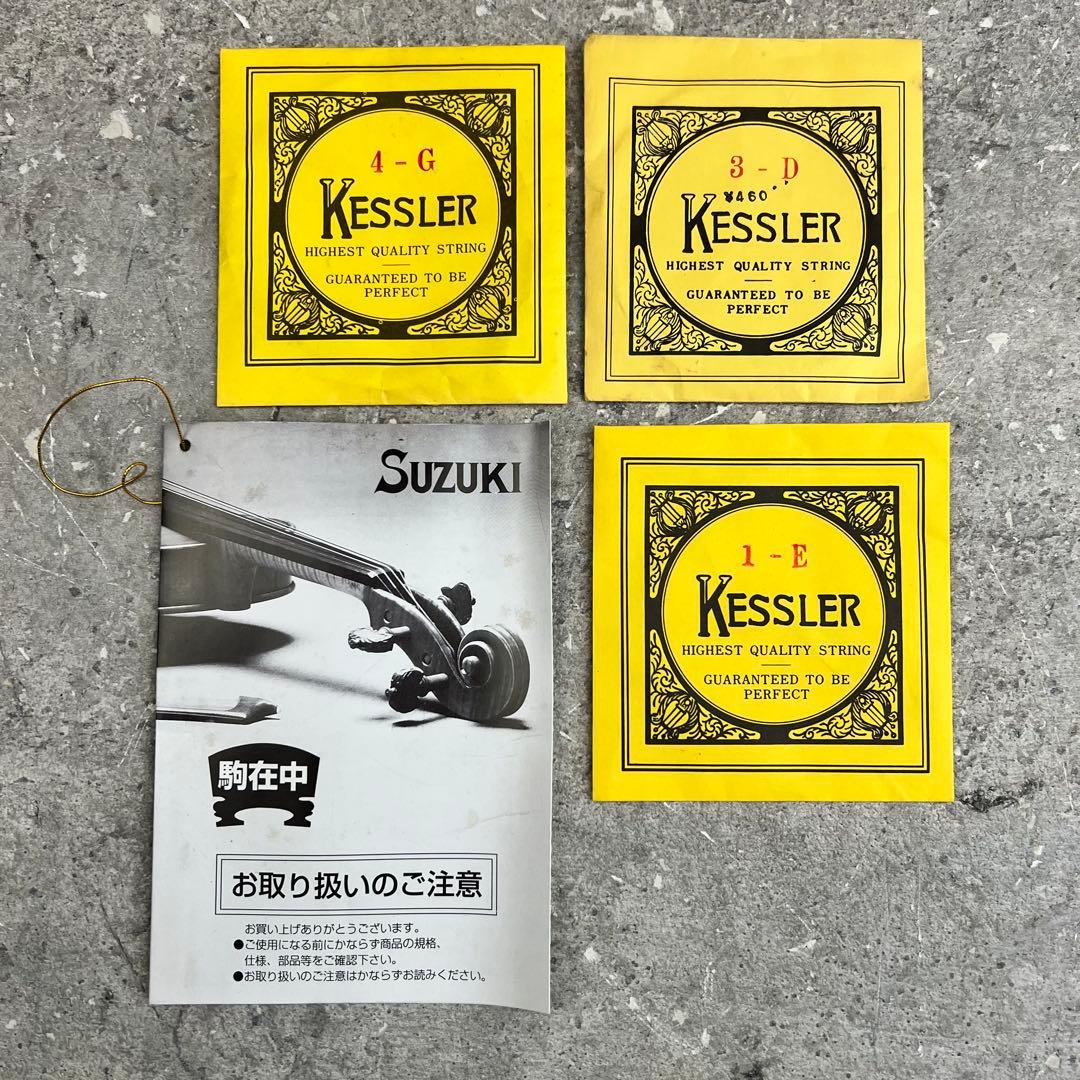 4 - G
KESSLER
HIGHEST QUALITY STRING
GUARANTEED TO BE
PERFECT
3 - D
¥460
KESSLER
HIGHEST QUALITY STRING
GUARANTEED TO BE
PERFECT
SUZUKI
駒在中
お取り扱いのご注意
お買い上げありがとうございます。
●ご使用になる前にかならず商品の規格、
仕様、部品等をご確認下さい。
●お取り扱いのご注意はかならずお読みください。
1 - E
KESSLER
HIGHEST QUALITY STRING
GUARANTEED TO BE
PERFECT